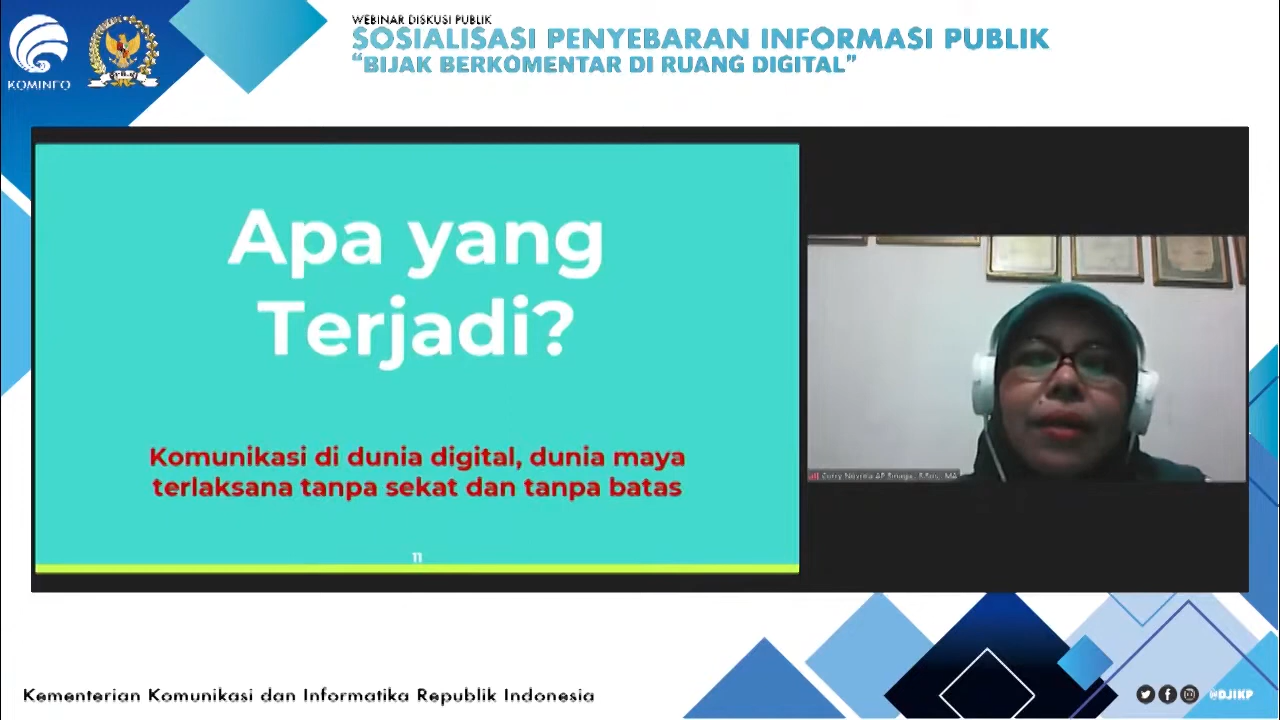 KOMINFO
WEBINAR DISKUSI PUBLIK
SOSIALISASI PENYEBARAN INFORMASI PUBLIK
“BIJAK BERKOMENTAR DI RUANG DIGITAL”
Apa yang
Terjadi?
Komunikasi di dunia digital, dunia maya
terlaksana tanpa sekat dan tanpa batas
11
Kementerian Komunikasi dan Informatika Republik Indonesia
@DJIKP